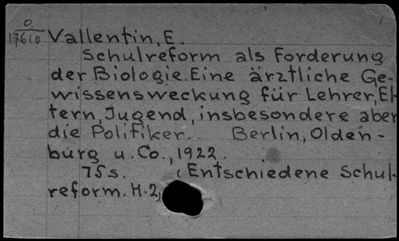 O
17610
Vallentin, E.
Schulreform als Forderung
der Biologie. Eine ärztliche Ge-
wissensweckung für Lehrer, El-
tern, Jugend, insbesondere aber
die Politiker. Berlin, Olden-
burg u. Co., 1922.
75s. (Entschiedene Schul-
reform. H. 2)